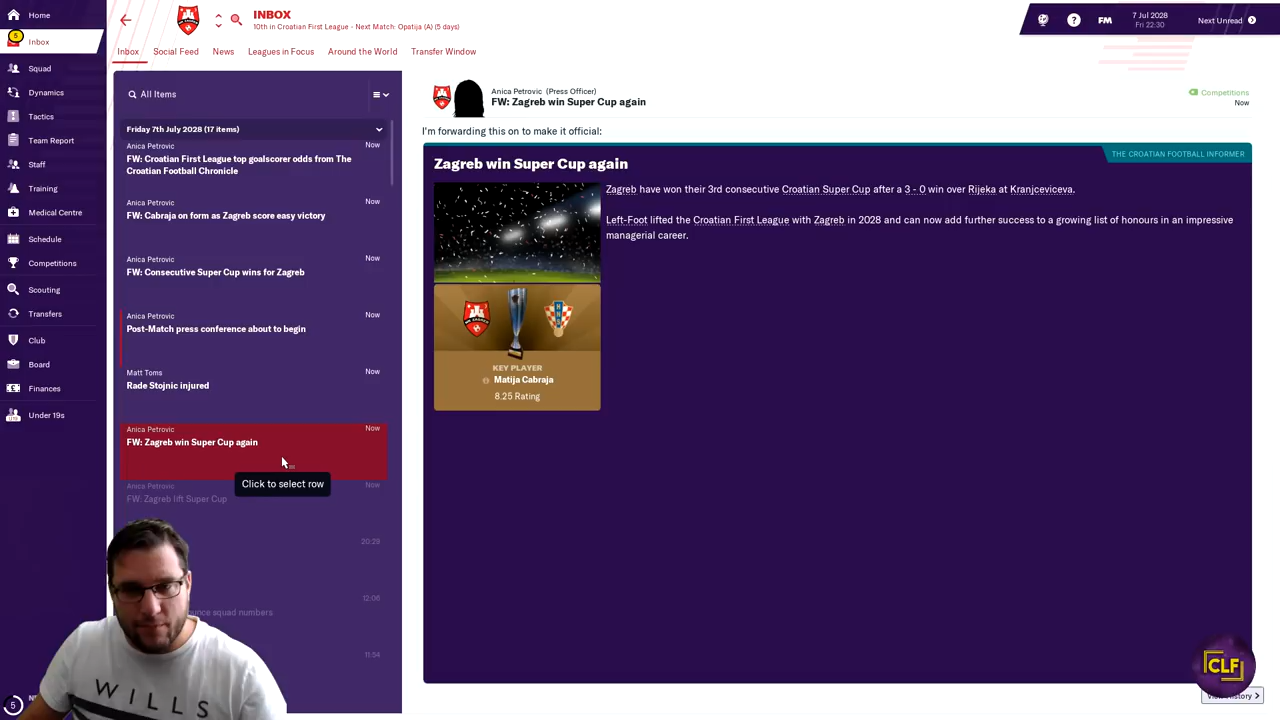 Home
5
Inbox
Squad
Dynamics
Tactics
Team Report
Staff
Training
Medical Centre
Schedule
Competitions
Scouting
Transfers
Club
Board
Finances
Under 19s
5
INBOX
10th in Croatian First League - Next Match: Opatija (A) (5 days)
FM
7 Jul 2028
Fri 22:30
Next Unread
Inbox Social Feed News Leagues in Focus Around the World Transfer Window
All Items
Friday 7th July 2028 (17 items)
Anica Petrovic Now
FW: Croatian First League top goalscorer odds from The
Croatian Football Chronicle
Anica Petrovic Now
FW: Cabraja on form as Zagreb score easy victory
Anica Petrovic Now
FW: Consecutive Super Cup wins for Zagreb
Anica Petrovic Now
Post-Match press conference about to begin
Matt Toms Now
Rade Stojnic injured
Anica Petrovic Now
FW: Zagreb win Super Cup again
Click to select row
Anica Petrovic Now
FW: Zagreb lift Super Cup
20:29
12:06
ounce squad numbers
11:54
WILLS
Anica Petrovic (Press Officer)
FW: Zagreb win Super Cup again
Competitions
Now
I'm forwarding this on to make it official:
Zagreb win Super Cup again
THE CROATIAN FOOTBALL INFORMER
Zagreb have won their 3rd consecutive Croatian Super Cup after a 3 - 0 win over Rijeka at Kranjceviceva.
Left-Foot lifted the Croatian First League with Zagreb in 2028 and can now add further success to a growing list of honours in an impressive
managerial career.
KEY PLAYER
Matija Cabraja
8.25 Rating
CLF
View History